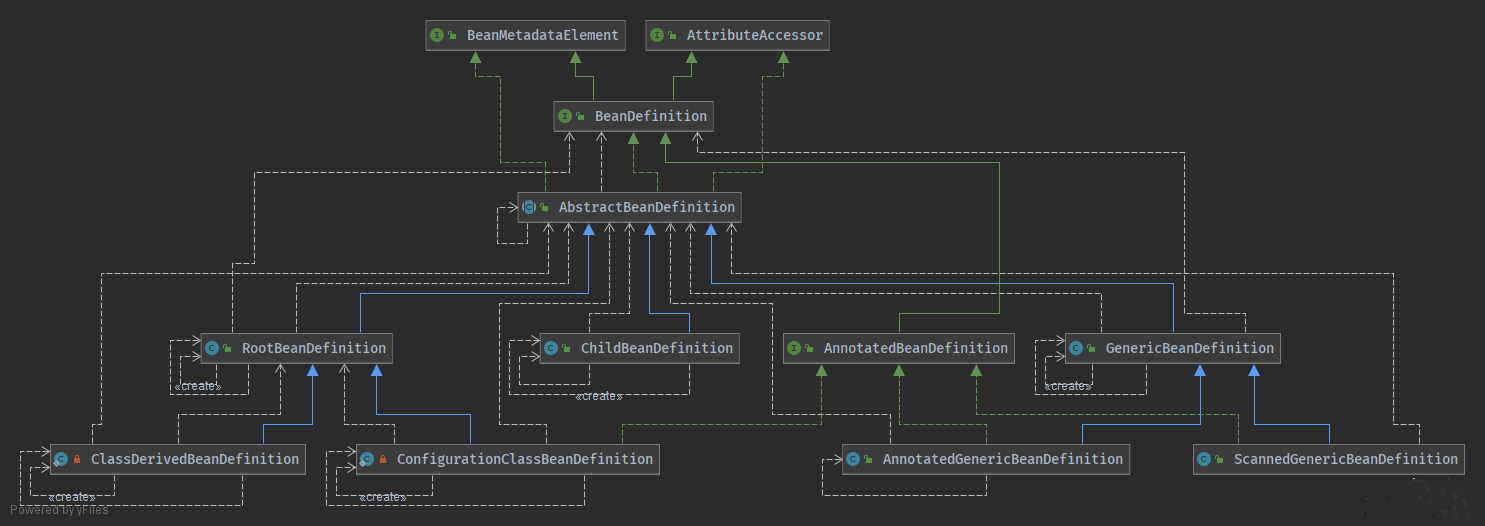 BeanMetadataElement
AttributeAccessor
BeanDefinition
AbstractBeanDefinition
RootBeanDefinition
ChildBeanDefinition
AnnotatedBeanDefinition
GenericBeanDefinition
«create»
«create»
«create»
ClassDerivedBeanDefinition
ConfigurationClassBeanDefinition
AnnotatedGenericBeanDefinition
ScannedGenericBeanDefinition
«create»
«create»
Powered by yFiles